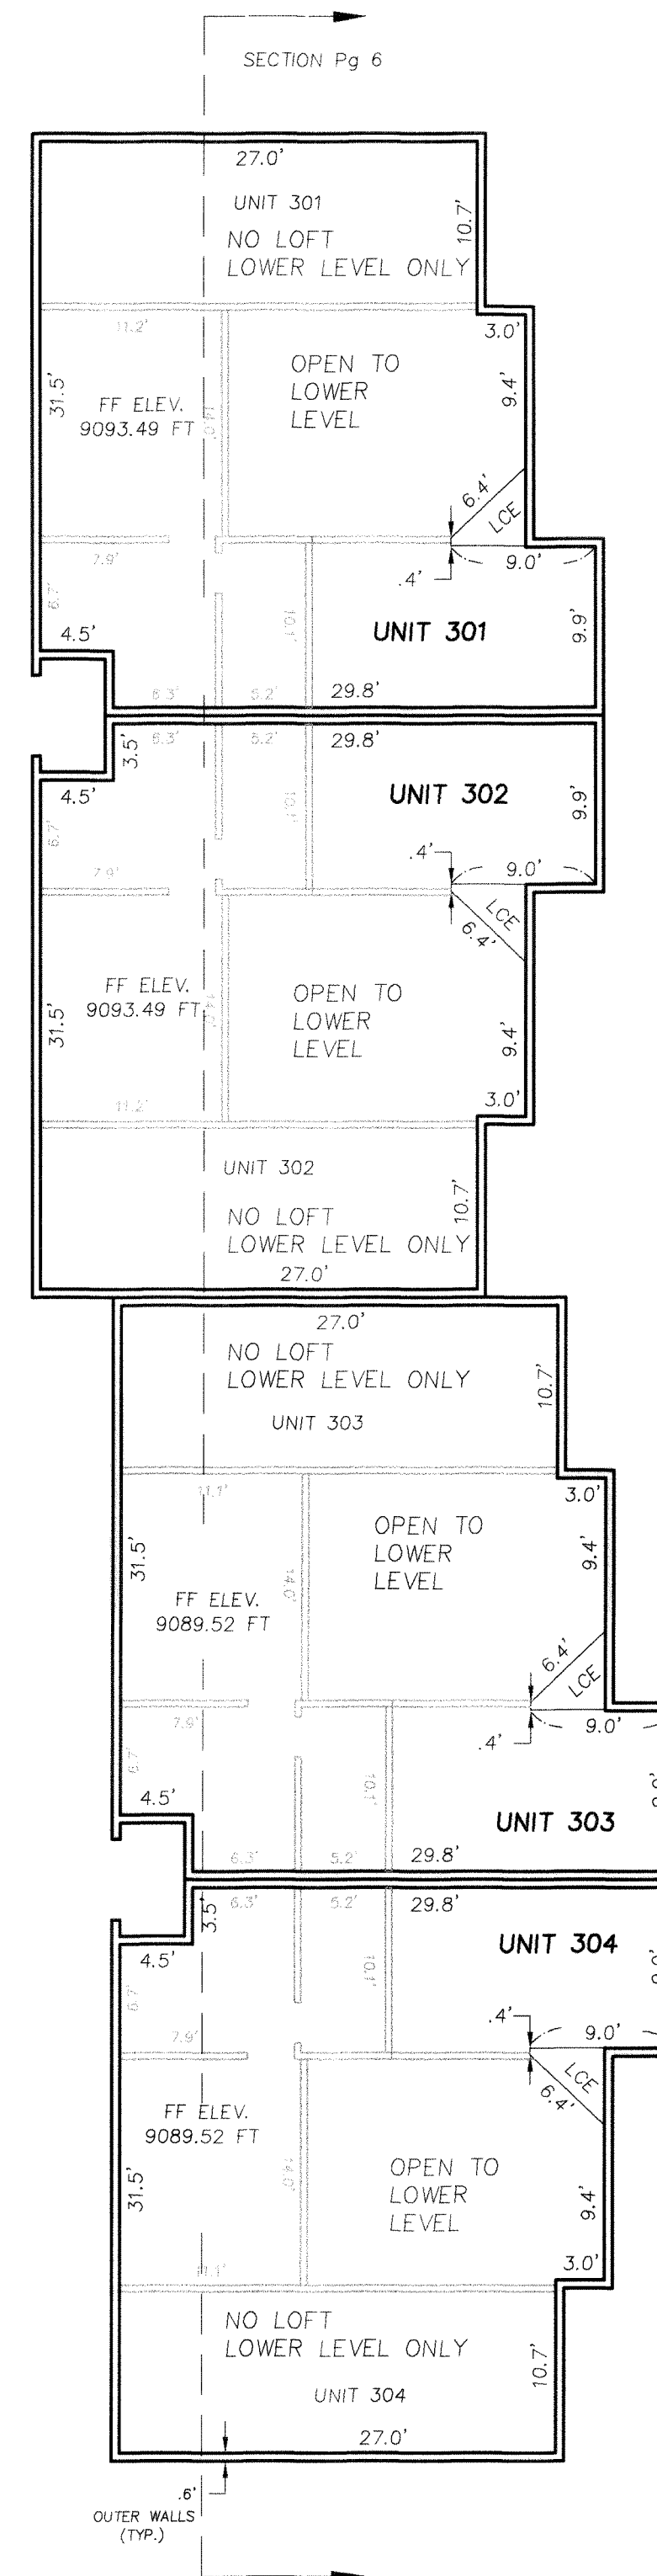 SECTION Pg 6
27.0'
UNIT 301
10.7'
NO LOFT
LOWER LEVEL ONLY
11.2'
3.0'
OPEN TO
LOWER
LEVEL
31.5'
9.4'
FF ELEV.
9093.49 FT
14.0'
6.4'
LCE
7.9'
9.0'
.4'
6.7'
10.1'
9.9'
4.5'
UNIT 301
6.3'
5.2'
29.8'
3.5'
6.3'
5.2'
29.8'
4.5'
UNIT 302
9.9'
6.7'
10.1'
.4'
9.0'
7.9'
LCE
6.4'
FF ELEV.
9093.49 FT
14.0'
OPEN TO
LOWER
LEVEL
31.5'
9.4'
11.2'
3.0'
UNIT 302
10.7'
NO LOFT
LOWER LEVEL ONLY
27.0'
27.0'
NO LOFT
LOWER LEVEL ONLY
10.7'
UNIT 303
11.1'
3.0'
OPEN TO
LOWER
LEVEL
31.5'
9.4'
14.0'
FF ELEV.
9089.52 FT
6.4'
LCE
7.9'
9.0'
.4'
6.7'
10.1'
4.5'
UNIT 303
6.3'
5.2'
29.8'
3.5'
6.3'
5.2'
29.8'
4.5'
UNIT 304
6.7'
10.1'
.4'
9.0'
7.9'
LCE
6.4'
FF ELEV.
9089.52 FT
14.0'
OPEN TO
LOWER
LEVEL
31.5'
9.4'
11.1'
3.0'
NO LOFT
LOWER LEVEL ONLY
10.7'
UNIT 304
27.0'
.6'
OUTER WALLS
(TYP.)